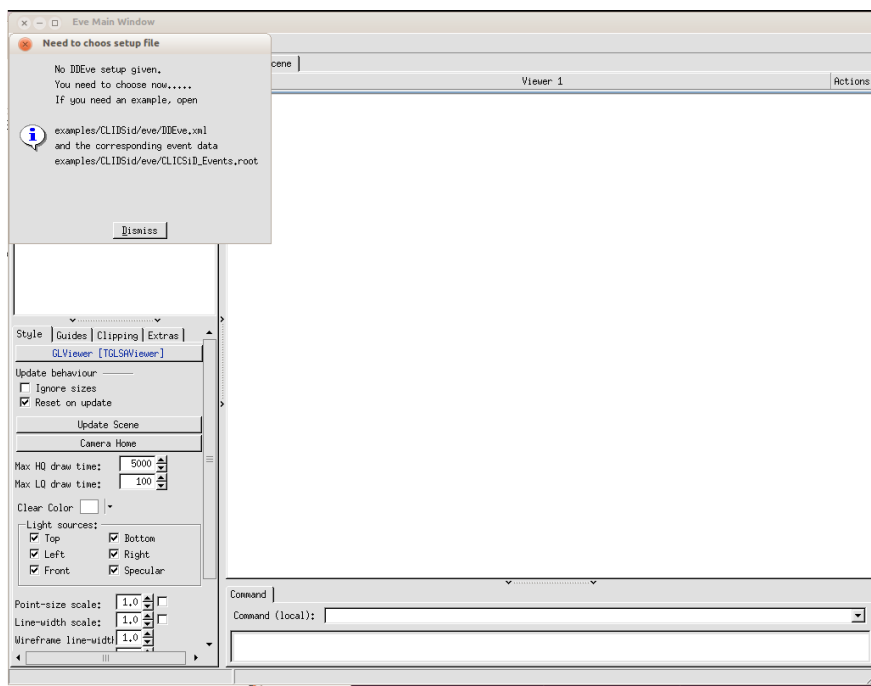 Eve Main Window
Need to choos setup file
No DDEve setup given.
You need to choose now.....
If you need an example, open
examples/CLIDSid/eve/DDEve.xml
and the corresponding event data
examples/CLIDSid/eve/CLICSiD_Events.root
Dismiss
cene
Viewer 1
Actions
Style Guides Clipping Extras
GLViewer [TGLSAViewer]
Update behaviour
Ignore sizes
Reset on update
Update Scene
Camera Home
Max HQ draw time: 5000
Max LQ draw time: 100
Clear Color
Light sources:
Top Bottom
Left Right
Front Specular
Point-size scale: 1.0
Line-width scale: 1.0
Wireframe line-widt 1.0
Command
Command (local):